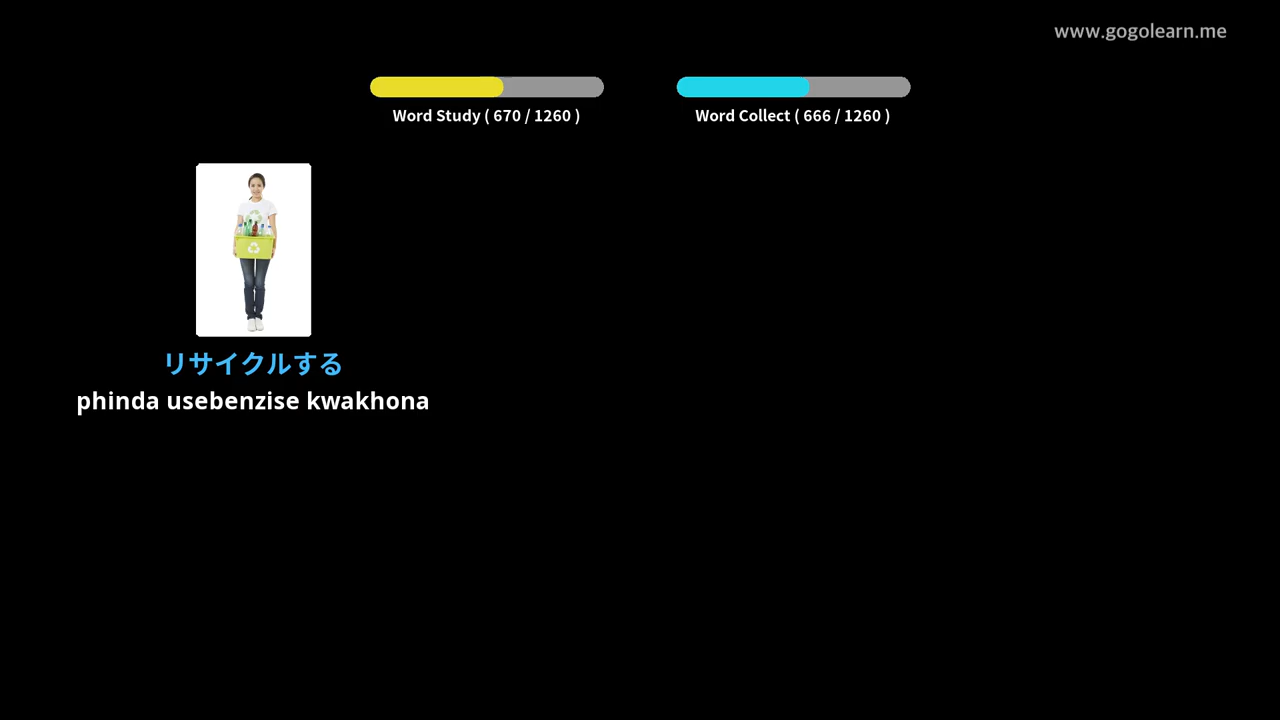 www.gogolearn.me
Word Study ( 670 / 1260 )
Word Collect ( 666 / 1260 )
リサイクルする
phinda usebenzise kwakhona